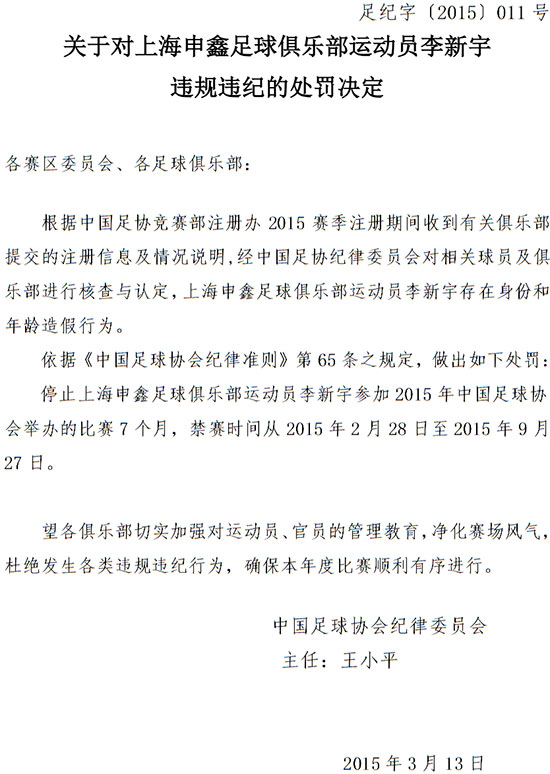 足纪字〔2015〕011 号
关于对上海申鑫足球俱乐部运动员李新宇
违规违纪的处罚决定
各赛区委员会、各足球俱乐部：
根据中国足协竞赛部注册办 2015 赛季注册期间收到有关俱乐部
提交的注册信息及情况说明,经中国足协纪律委员会对相关球员及俱
乐部进行核查与认定，上海申鑫足球俱乐部运动员李新宇存在身份和
年龄造假行为。
依据《中国足球协会纪律准则》第 65 条之规定，做出如下处罚：
停止上海申鑫足球俱乐部运动员李新宇参加 2015 年中国足球协
会举办的比赛 7 个月，禁赛时间从 2015 年 2 月 28 日至 2015 年 9 月
27 日。
望各俱乐部切实加强对运动员、官员的管理教育，净化赛场风气，
杜绝发生各类违规违纪行为，确保本年度比赛顺利有序进行。
中国足球协会纪律委员会
主任：王小平
2015 年 3 月 13 日